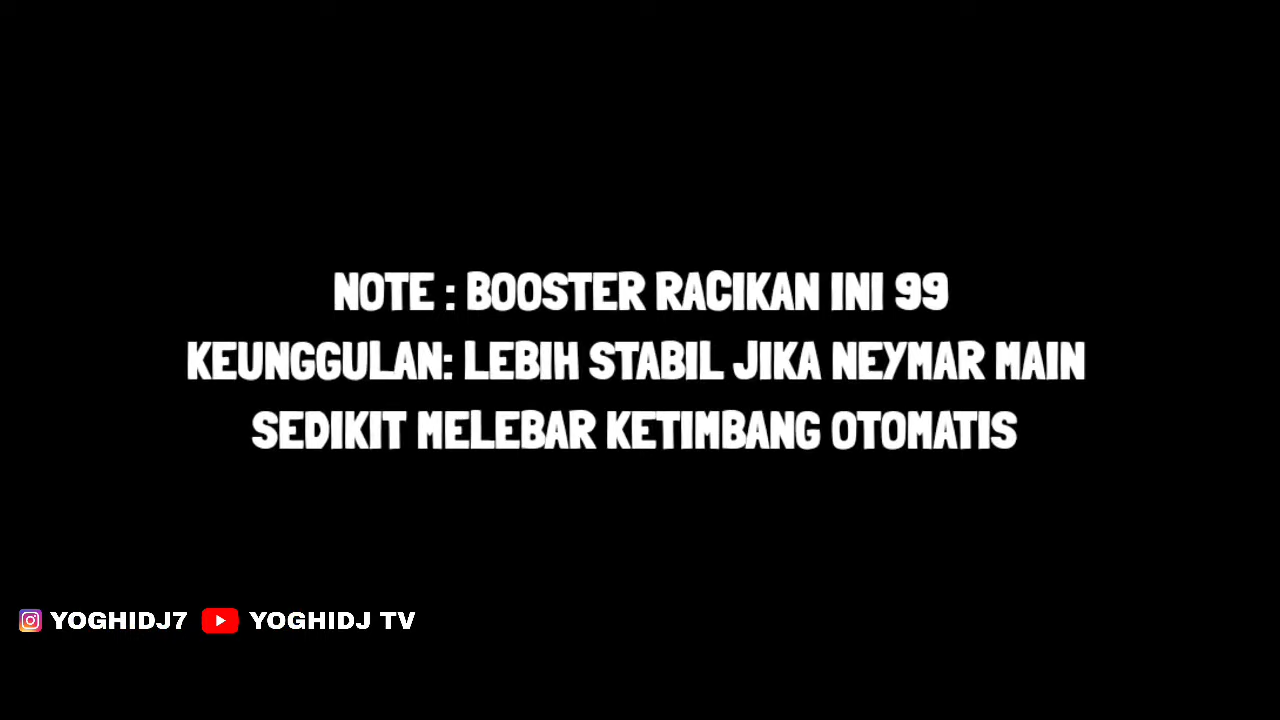 NOTE : BOOSTER RACIKAN INI 99
KEUNGGULAN: LEBIH STABIL JIKA NEYMAR MAIN
SEDIKIT MELEBAR KETIMBANG OTOMATIS
YOGHIDJ7 YOGHIDJ TV